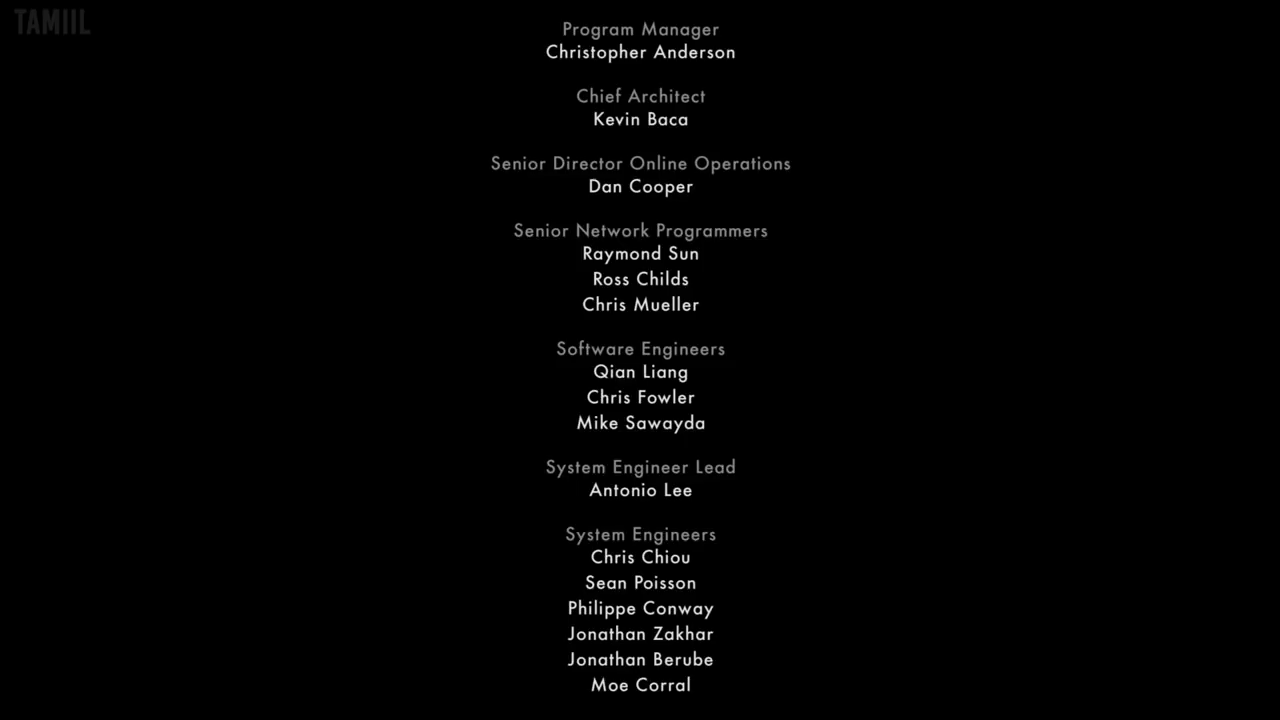 TAMIIL
Program Manager
Christopher Anderson
Chief Architect
Kevin Baca
Senior Director Online Operations
Dan Cooper
Senior Network Programmers
Raymond Sun
Ross Childs
Chris Mueller
Software Engineers
Qian Liang
Chris Fowler
Mike Sawayda
System Engineer Lead
Antonio Lee
System Engineers
Chris Chiou
Sean Poisson
Philippe Conway
Jonathan Zakhar
Jonathan Berube
Moe Corral